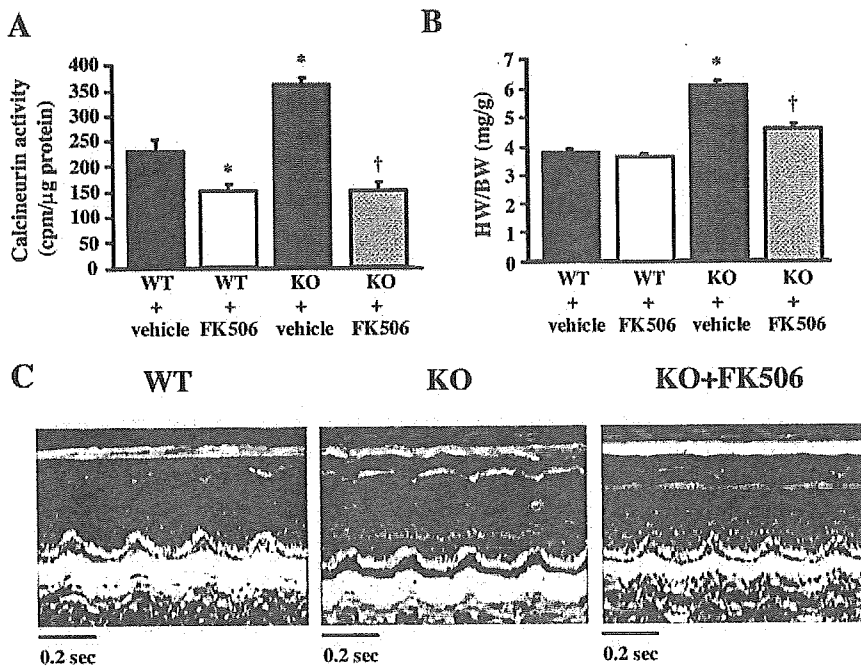 A
Calcineurin activity
(cpm/µg protein)
400
350
300
250
200
150
100
50
0
*
*
†
WT
+
vehicle
WT
+
FK506
KO
+
vehicle
KO
+
FK506
B
HW/BW (mg/g)
7
6
5
4
3
2
1
0
*
†
WT
+
vehicle
WT
+
FK506
KO
+
vehicle
KO
+
FK506
C
WT
KO
KO+FK506
0.2 sec
0.2 sec
0.2 sec